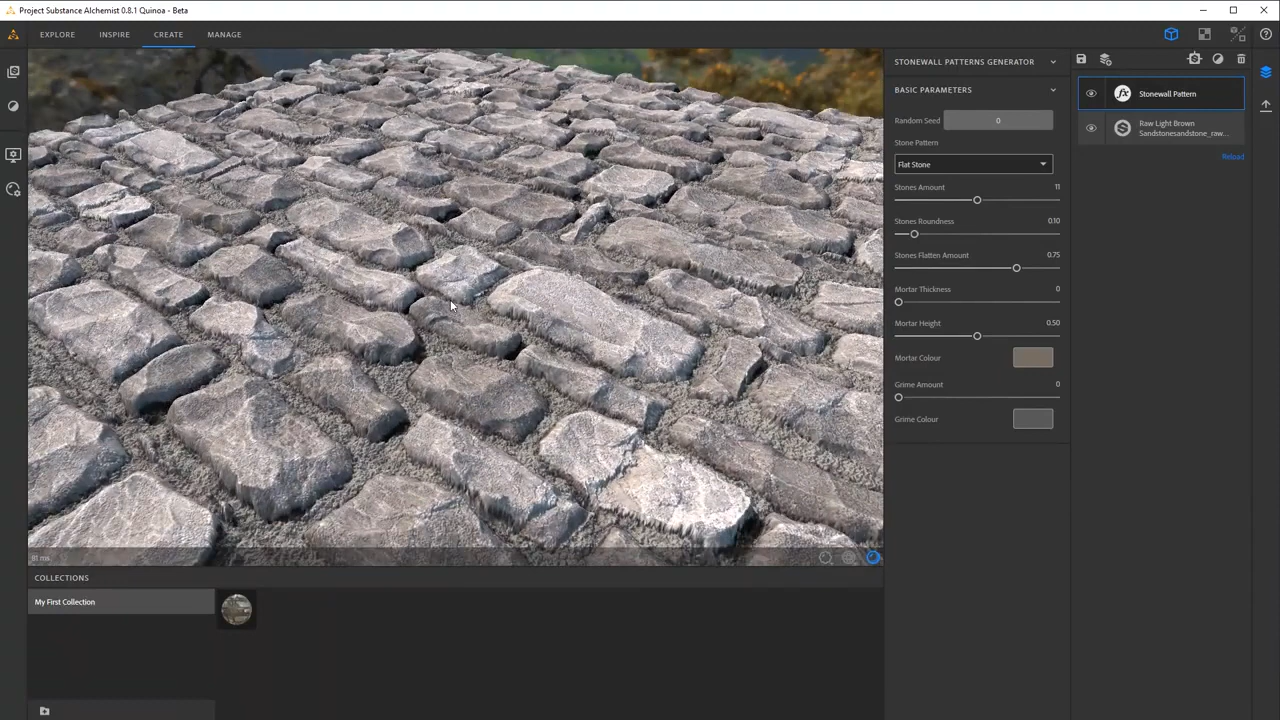 Project Substance Alchemist 0.8.1 Quinoa - Beta
EXPLORE
INSPIRE
CREATE
MANAGE
STONEWALL PATTERNS GENERATOR
BASIC PARAMETERS
Random Seed
0
Stone Pattern
Flat Stone
Stones Amount
11
Stones Roundness
0.10
Stones Flatten Amount
0.75
Mortar Thickness
0
Mortar Height
0.50
Mortar Colour
Grime Amount
0
Grime Colour
Stonewall Pattern
Raw Light Brown
Sandstonesandstone_raw...
Reload
81 ms
COLLECTIONS
My First Collection